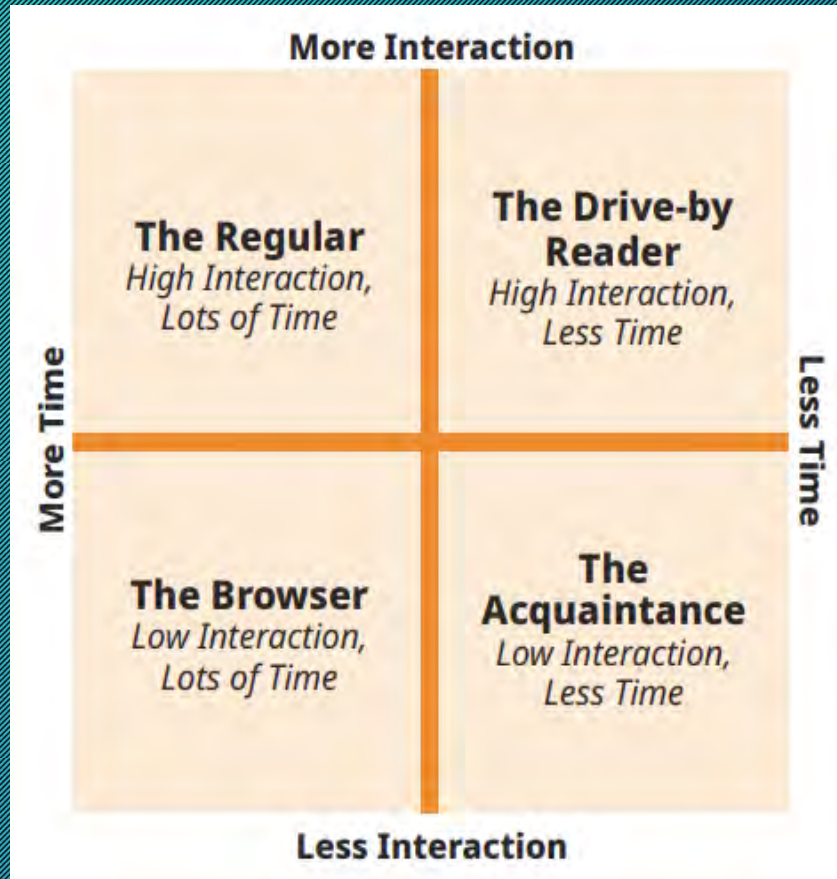 More Interaction
The Regular
High Interaction,
Lots of Time
The Drive-by
Reader
High Interaction,
Less Time
More Time
Less Time
The Browser
Low Interaction,
Lots of Time
The
Acquaintance
Low Interaction,
Less Time
Less Interaction